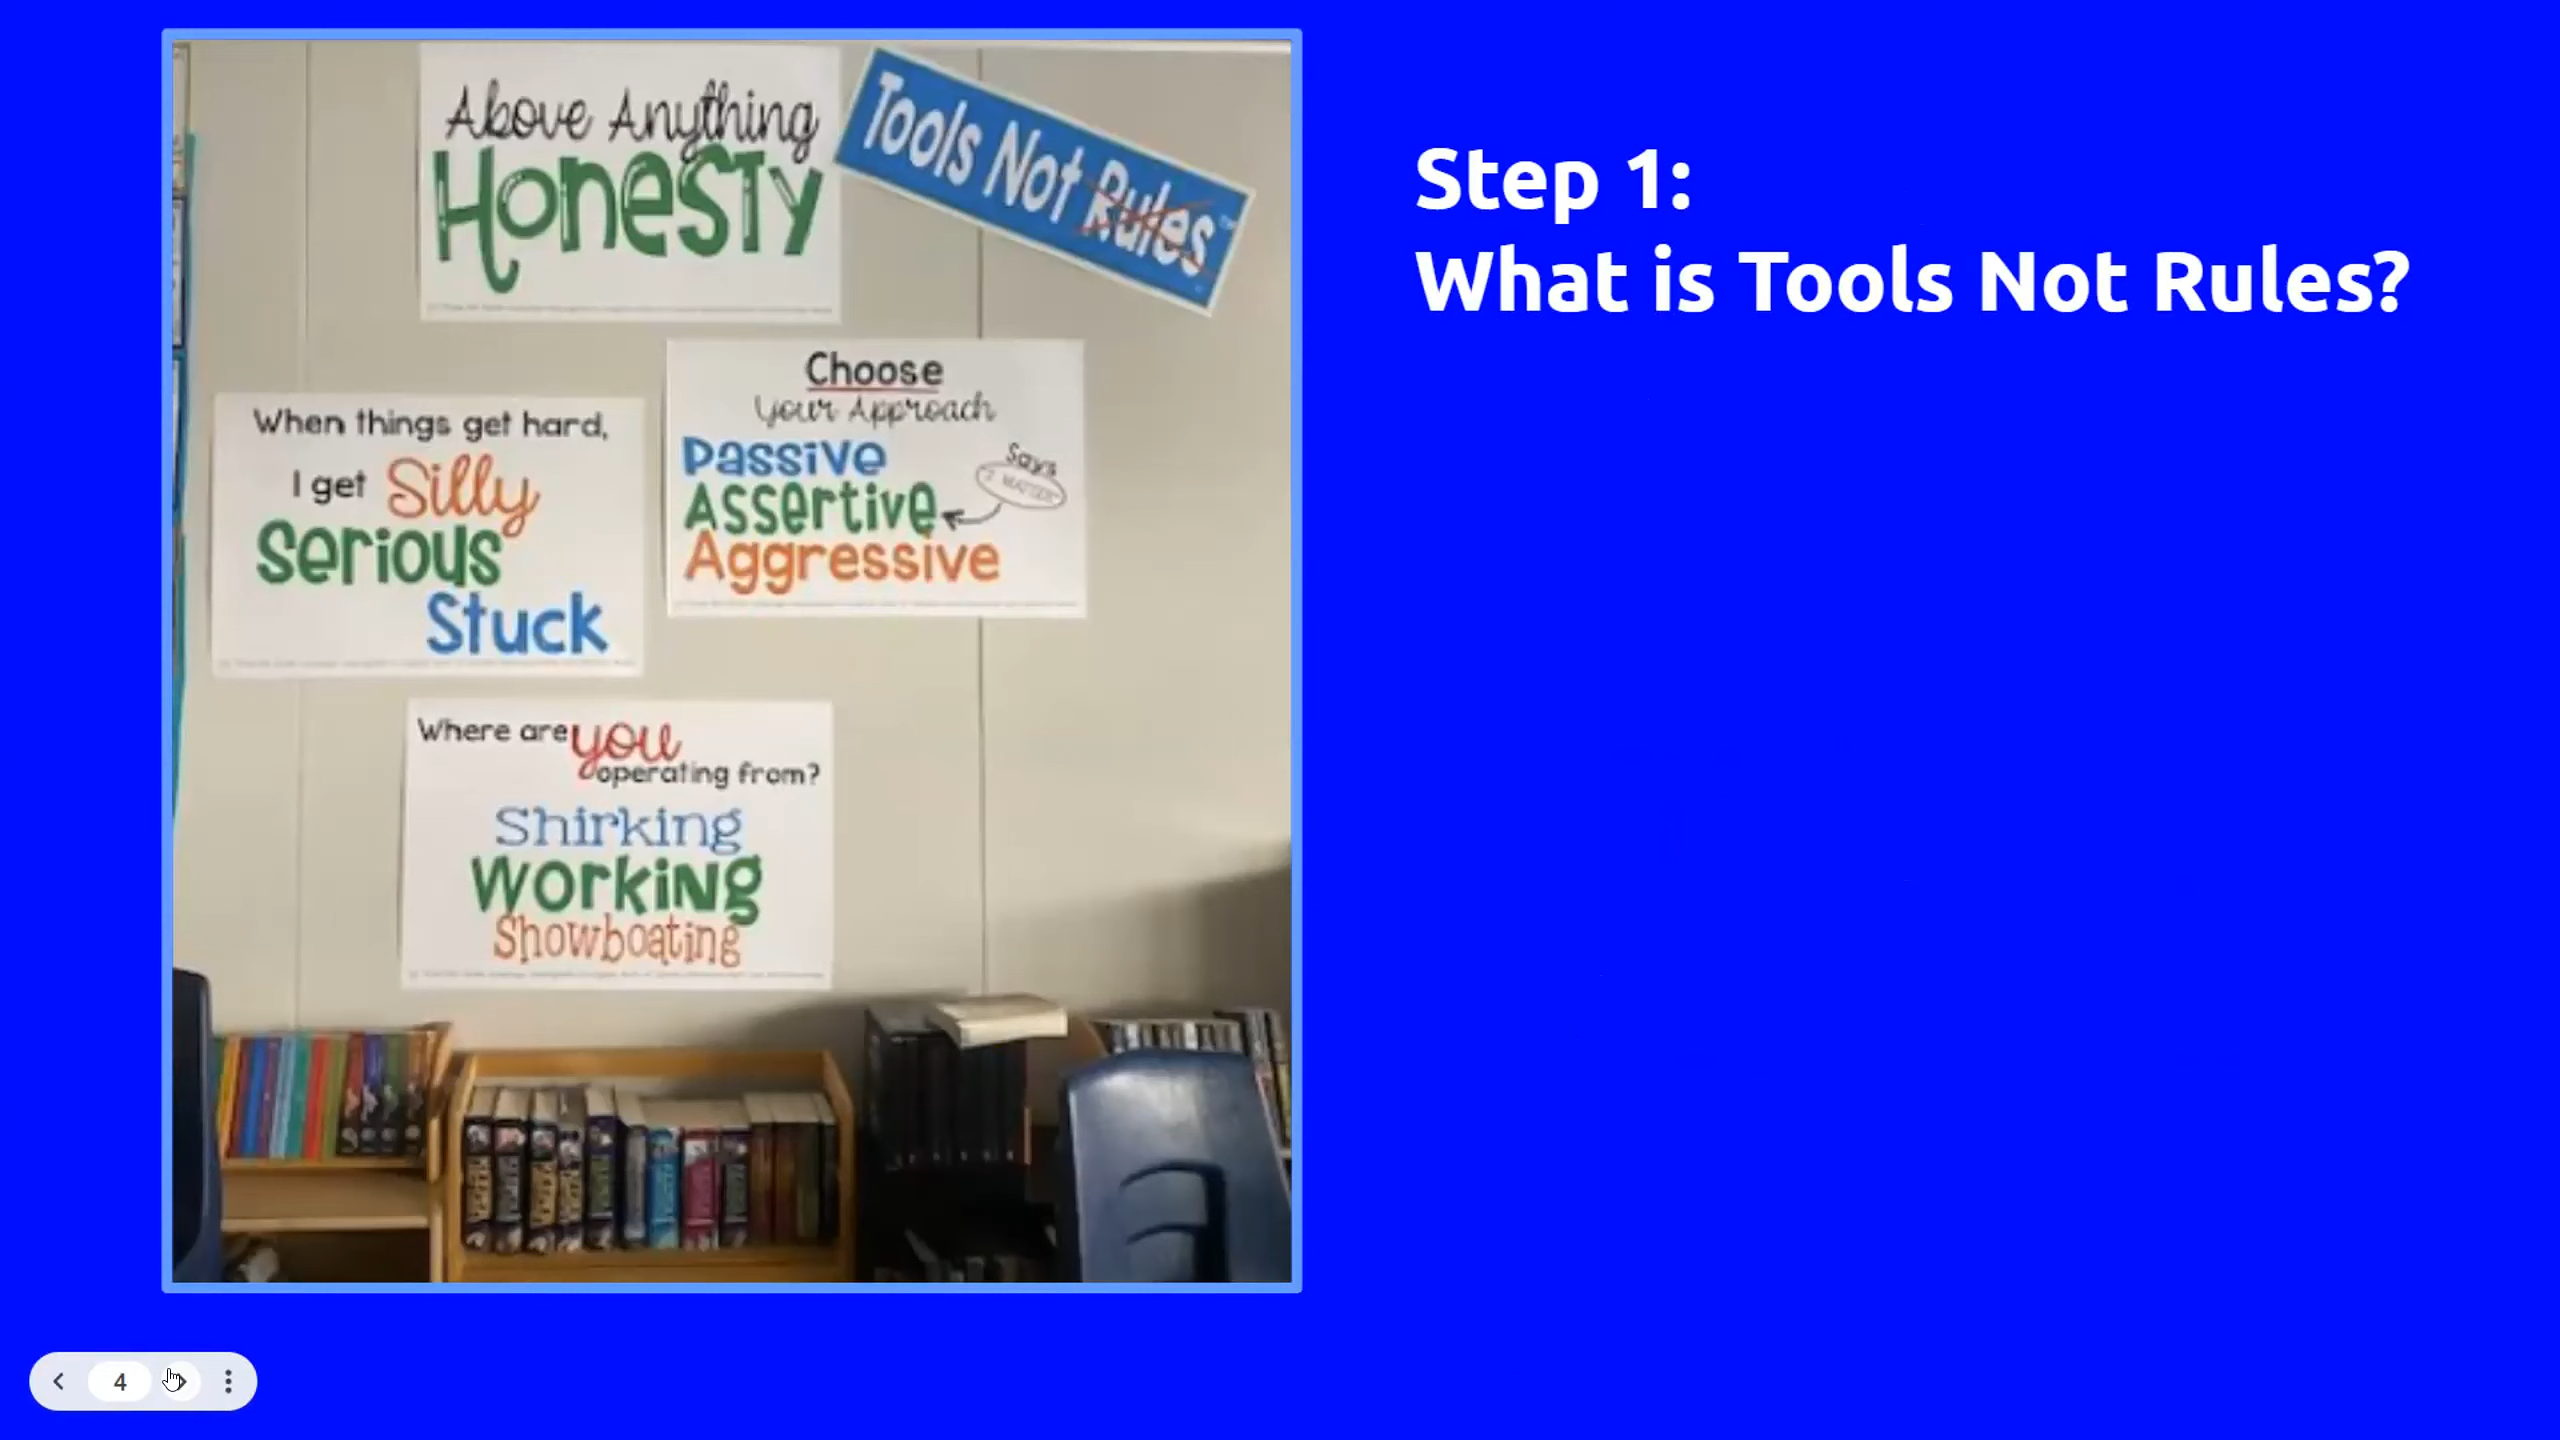 Above Anything
Honesty
Tools Not Rules
Choose
Your Approach
Passive
Assertive
Aggressive
Says
"I MATTER"
When things get hard,
I get Silly
Serious
Stuck
Where are you
operating from?
Shirking
Working
Showboating
Step 1:
What is Tools Not Rules?
4